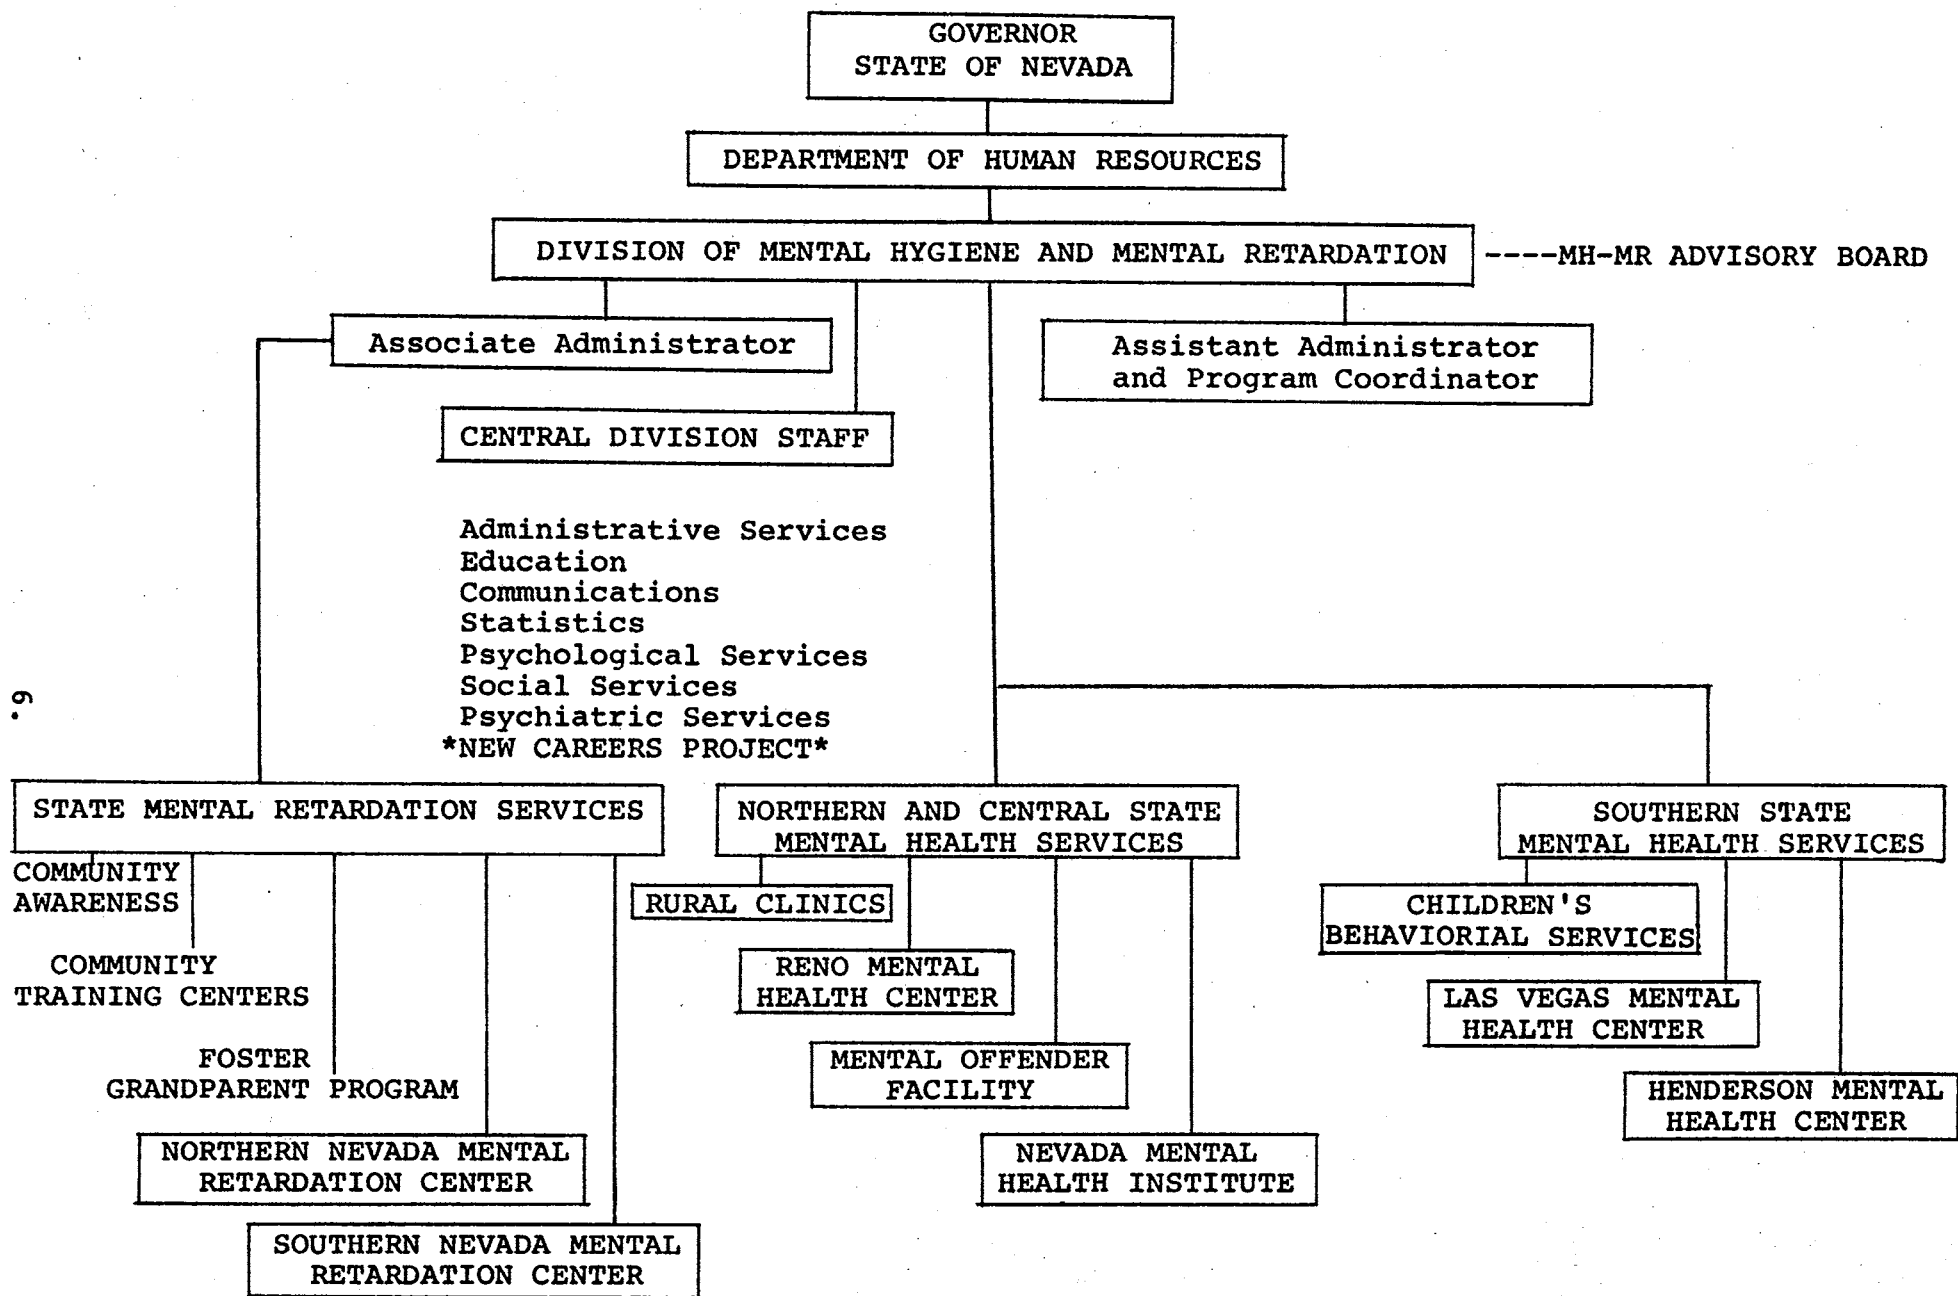 GOVERNOR
STATE OF NEVADA
DEPARTMENT OF HUMAN RESOURCES
DIVISION OF MENTAL HYGIENE AND MENTAL RETARDATION
----MH-MR ADVISORY BOARD
Associate Administrator
Assistant Administrator
and Program Coordinator
CENTRAL DIVISION STAFF
Administrative Services
Education
Communications
Statistics
Psychological Services
Social Services
Psychiatric Services
*NEW CAREERS PROJECT*
6.
STATE MENTAL RETARDATION SERVICES
COMMUNITY
AWARENESS
COMMUNITY
TRAINING CENTERS
FOSTER
GRANDPARENT PROGRAM
NORTHERN NEVADA MENTAL
RETARDATION CENTER
SOUTHERN NEVADA MENTAL
RETARDATION CENTER
NORTHERN AND CENTRAL STATE
MENTAL HEALTH SERVICES
RURAL CLINICS
RENO MENTAL
HEALTH CENTER
MENTAL OFFENDER
FACILITY
NEVADA MENTAL
HEALTH INSTITUTE
SOUTHERN STATE
MENTAL HEALTH SERVICES
CHILDREN'S
BEHAVIORIAL SERVICES
LAS VEGAS MENTAL
HEALTH CENTER
HENDERSON MENTAL
HEALTH CENTER